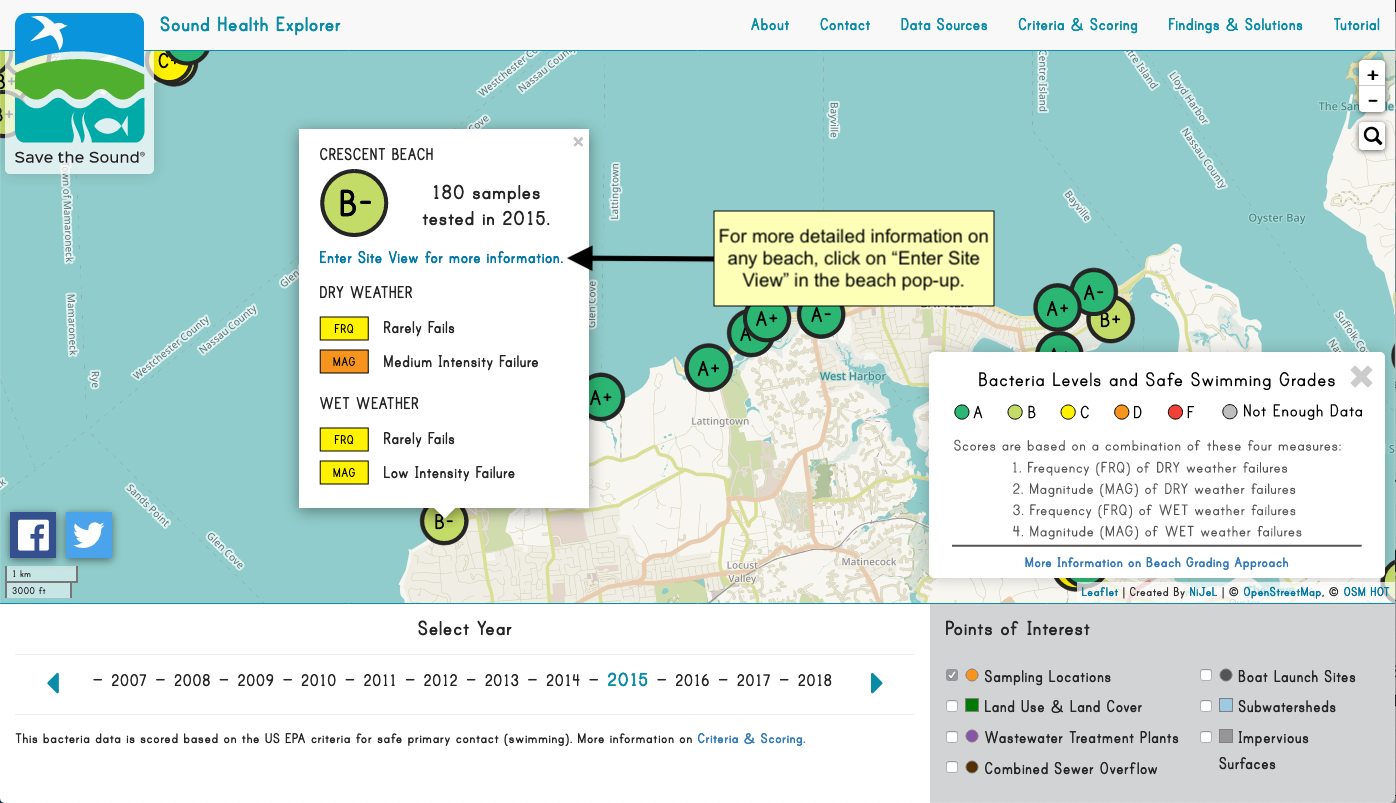 Sound Health Explorer
About
Contact
Data Sources
Criteria & Scoring
Findings & Solutions
Tutorial
Save the Sound®
C+
Westchester County
Nassau County
Bayville
Centre Island
Lloyd Harbor
Nassau County
Bayville
Oyster Bay
Lattingtown
Mamaroneck
Westchester County
Nassau County
Rye
Sands Point
Glen Cove
Glen Cove
+
-
CRESCENT BEACH
B-
180 samples
tested in 2015.
Enter Site View for more information.
DRY WEATHER
FRQ Rarely Fails
MAG Medium Intensity Failure
WET WEATHER
FRQ Rarely Fails
MAG Low Intensity Failure
×
For more detailed information on
any beach, click on “Enter Site
View” in the beach pop-up.
B-
A+
A+
A+
A-
A+
A-
B+
West Harbor
Lattingtown
Locust
Valley
Matinecock
Bacteria Levels and Safe Swimming Grades
A B C D F Not Enough Data
Scores are based on a combination of these four measures:
1. Frequency (FRQ) of DRY weather failures
2. Magnitude (MAG) of DRY weather failures
3. Frequency (FRQ) of WET weather failures
4. Magnitude (MAG) of WET weather failures
More Information on Beach Grading Approach
1 km
3000 ft
Leaflet | Created By NiJeL | © OpenStreetMap, © OSM HOT
Select Year
– 2007 – 2008 – 2009 – 2010 – 2011 – 2012 – 2013 – 2014 – 2015 – 2016 – 2017 – 2018
This bacteria data is scored based on the US EPA criteria for safe primary contact (swimming). More information on Criteria & Scoring.
Points of Interest
Sampling Locations
Land Use & Land Cover
Wastewater Treatment Plants
Combined Sewer Overflow
Boat Launch Sites
Subwatersheds
Impervious
Surfaces